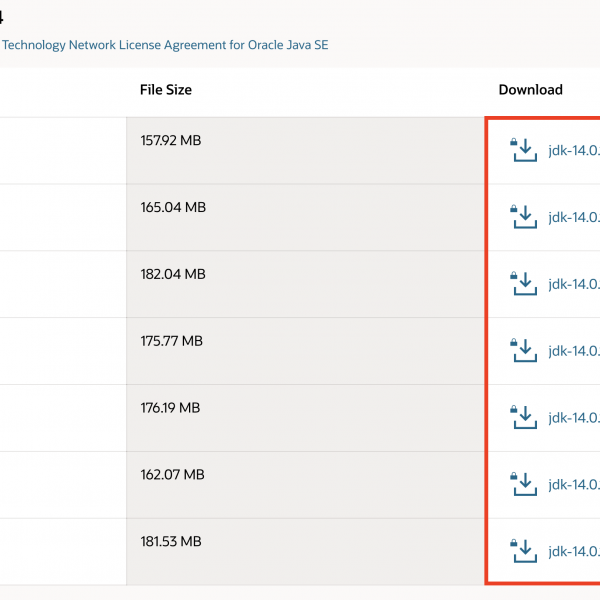 4
Technology Network License Agreement for Oracle Java SE
File Size Download
157.92 MB jdk-14.0.
165.04 MB jdk-14.0.
182.04 MB jdk-14.0.
175.77 MB jdk-14.0.
176.19 MB jdk-14.0.
162.07 MB jdk-14.0.
181.53 MB jdk-14.0.